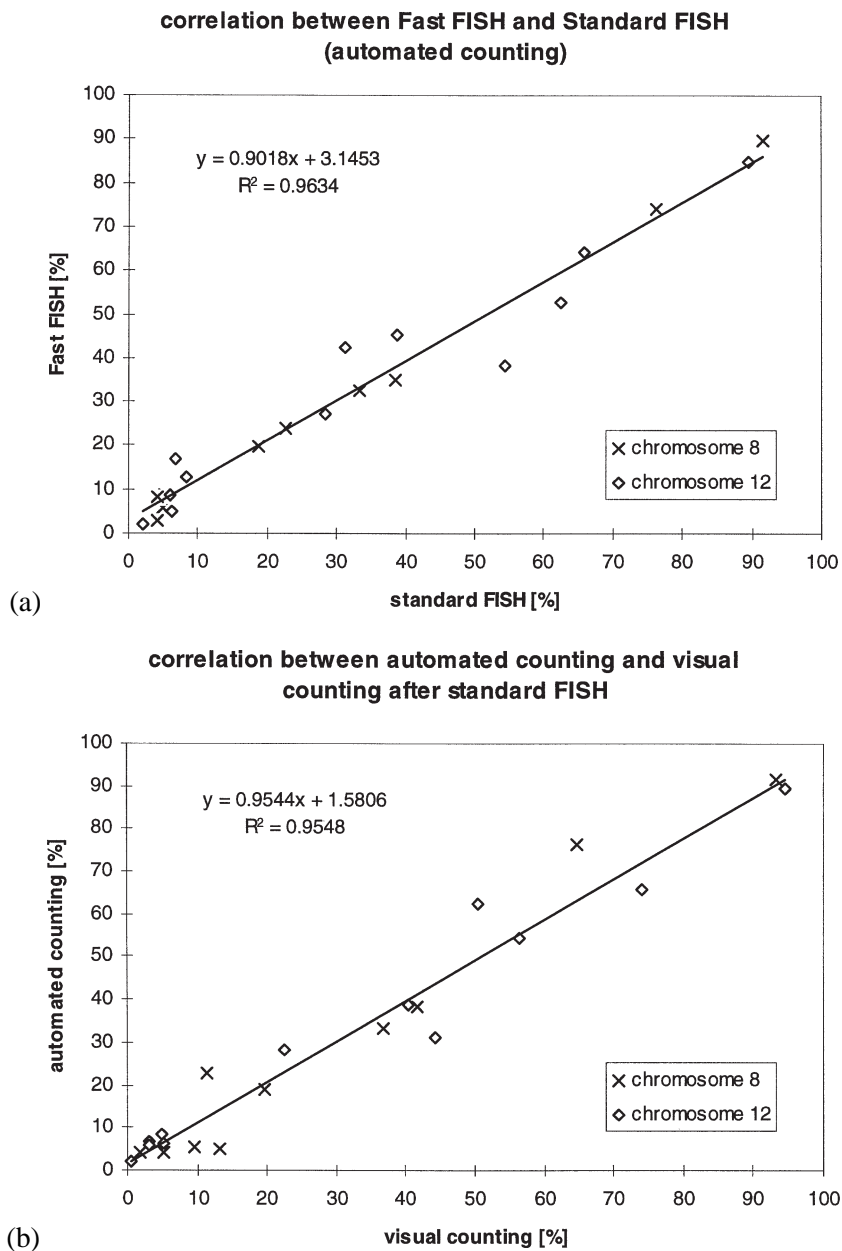 correlation between Fast FISH and Standard FISH
(automated counting)
100
90
80
70
60
50
40
30
20
10
0
y = 0.9018x + 3.1453
R² = 0.9634
Fast FISH [%]
chromosome 8
chromosome 12
0 10 20 30 40 50 60 70 80 90 100
standard FISH [%]
(a)
correlation between automated counting and visual
counting after standard FISH
100
90
80
70
60
50
40
30
20
10
0
y = 0.9544x + 1.5806
R² = 0.9548
automated counting [%]
chromosome 8
chromosome 12
0 10 20 30 40 50 60 70 80 90 100
visual counting [%]
(b)